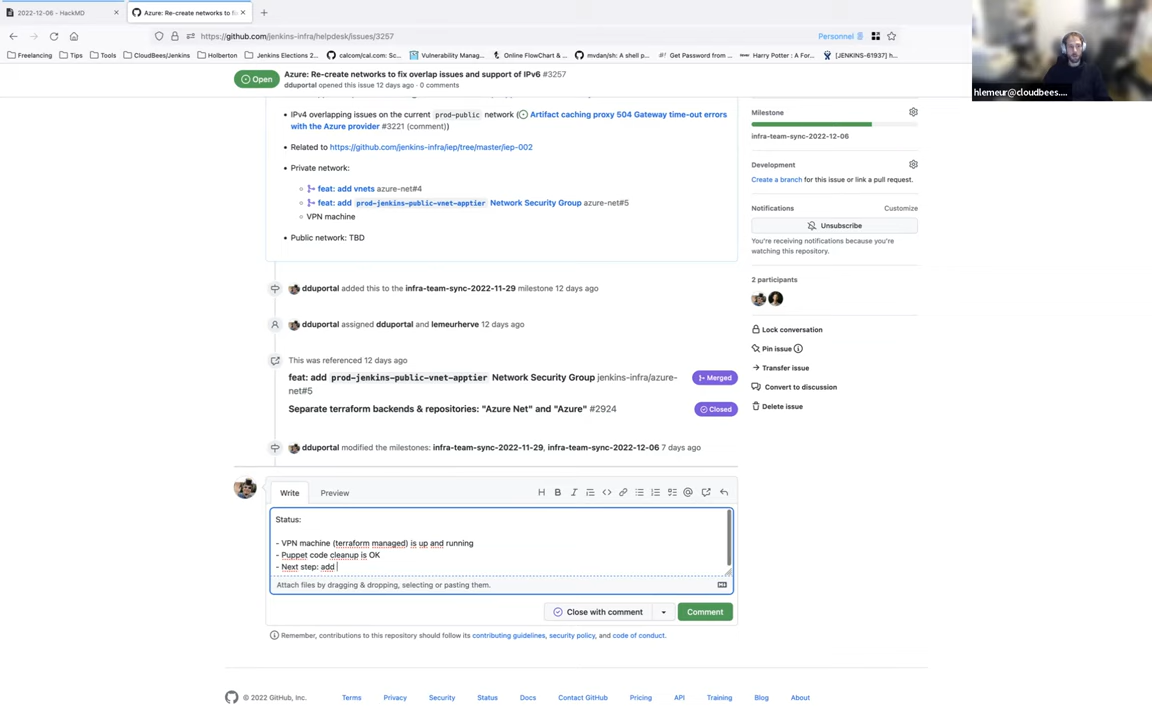 2022-12-06 - HackMD
Azure: Re-create networks to fi
https://github.com/jenkins-infra/helpdesk/issues/3257
Personnel
Freelancing
Tips
Tools
CloudBees/Jenkins
Holberton
Jenkins Elections 2...
calcom/cal.com: Sc...
Vulnerability Manag...
Online FlowChart & ...
mvdan/sh: A shell p...
Get Password from ...
Harry Potter : A For...
[JENKINS-61937] h...
hlemeur@cloudbees....
Open
Azure: Re-create networks to fix overlap issues and support of IPv6 #3257
dduportal opened this issue 12 days ago · 0 comments
• IPv4 overlapping issues on the current prod-public network (Artifact caching proxy 504 Gateway time-out errors
with the Azure provider #3221 (comment))
• Related to https://github.com/jenkins-infra/iep/tree/master/iep-002
• Private network:
feat: add vnets azure-net#4
feat: add prod-jenkins-public-vnet-apptier Network Security Group azure-net#5
VPN machine
• Public network: TBD
dduportal added this to the infra-team-sync-2022-11-29 milestone 12 days ago
dduportal assigned dduportal and lemeurherve 12 days ago
This was referenced 12 days ago
feat: add prod-jenkins-public-vnet-apptier Network Security Group jenkins-infra/azure-
net#5
Merged
Separate terraform backends & repositories: "Azure Net" and "Azure" #2924
Closed
dduportal modified the milestones: infra-team-sync-2022-11-29, infra-team-sync-2022-12-06 7 days ago
Write
Preview
Status:
- VPN machine (terraform managed) is up and running
- Puppet code cleanup is OK
- Next step: add
Attach files by dragging & dropping, selecting or pasting them.
Close with comment
Comment
Remember, contributions to this repository should follow its contributing guidelines, security policy, and code of conduct.
Milestone
infra-team-sync-2022-12-06
Development
Create a branch for this issue or link a pull request.
Notifications
Customize
Unsubscribe
You're receiving notifications because you're
watching this repository.
2 participants
Lock conversation
Pin issue
Transfer issue
Convert to discussion
Delete issue
© 2022 GitHub, Inc.
Terms
Privacy
Security
Status
Docs
Contact GitHub
Pricing
API
Training
Blog
About